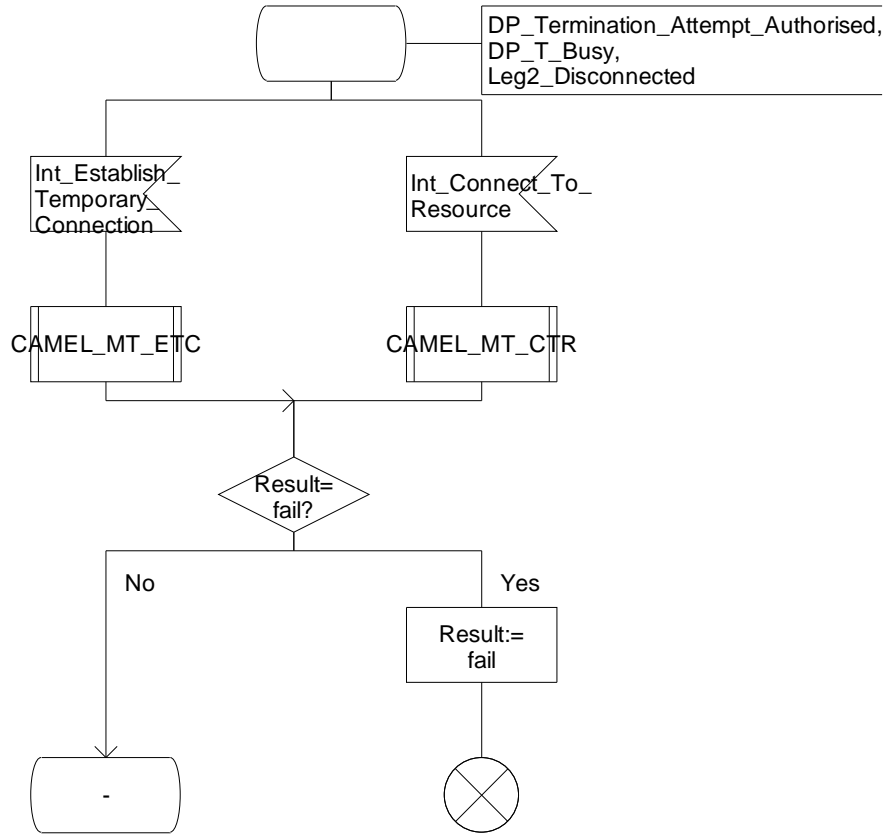 DP_Termination_Attempt_Authorised,
DP_T_Busy,
Leg2_Disconnected
Int_Establish_
Temporary_
Connection
Int_Connect_To_
Resource
CAMEL_MT_ETC
CAMEL_MT_CTR
Result=
fail?
No
Yes
Result:=
fail
-